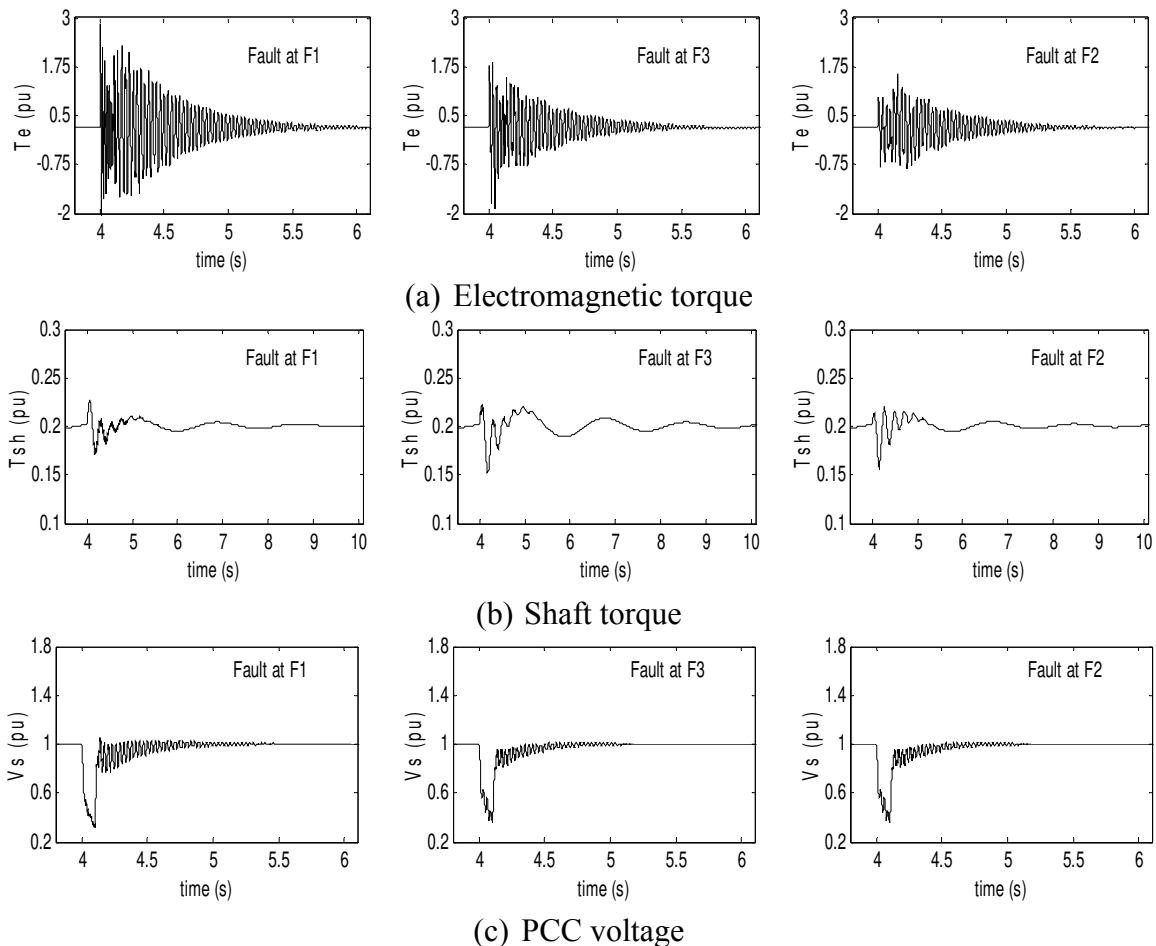 3
1.75
0.5
-0.75
-2
Te (pu)
Fault at F1
4 4.5 5 5.5 6
time (s)
3
1.75
0.5
-0.75
-2
Te (pu)
Fault at F3
4 4.5 5 5.5 6
time (s)
3
1.75
0.5
-0.75
-2
Te (pu)
Fault at F2
4 4.5 5 5.5 6
time (s)
(a) Electromagnetic torque
0.3
0.25
0.2
0.15
0.1
Tsh (pu)
Fault at F1
4 5 6 7 8 9 10
time (s)
0.3
0.25
0.2
0.15
0.1
Tsh (pu)
Fault at F3
4 5 6 7 8 9 10
time (s)
0.3
0.25
0.2
0.15
0.1
Tsh (pu)
Fault at F2
4 5 6 7 8 9 10
time (s)
(b) Shaft torque
1.8
1.4
1
0.6
0.2
Vs (pu)
Fault at F1
4 4.5 5 5.5 6
time (s)
1.8
1.4
1
0.6
0.2
Vs (pu)
Fault at F3
4 4.5 5 5.5 6
time (s)
1.8
1.4
1
0.6
0.2
Vs (pu)
Fault at F2
4 4.5 5 5.5 6
time (s)
(c) PCC voltage